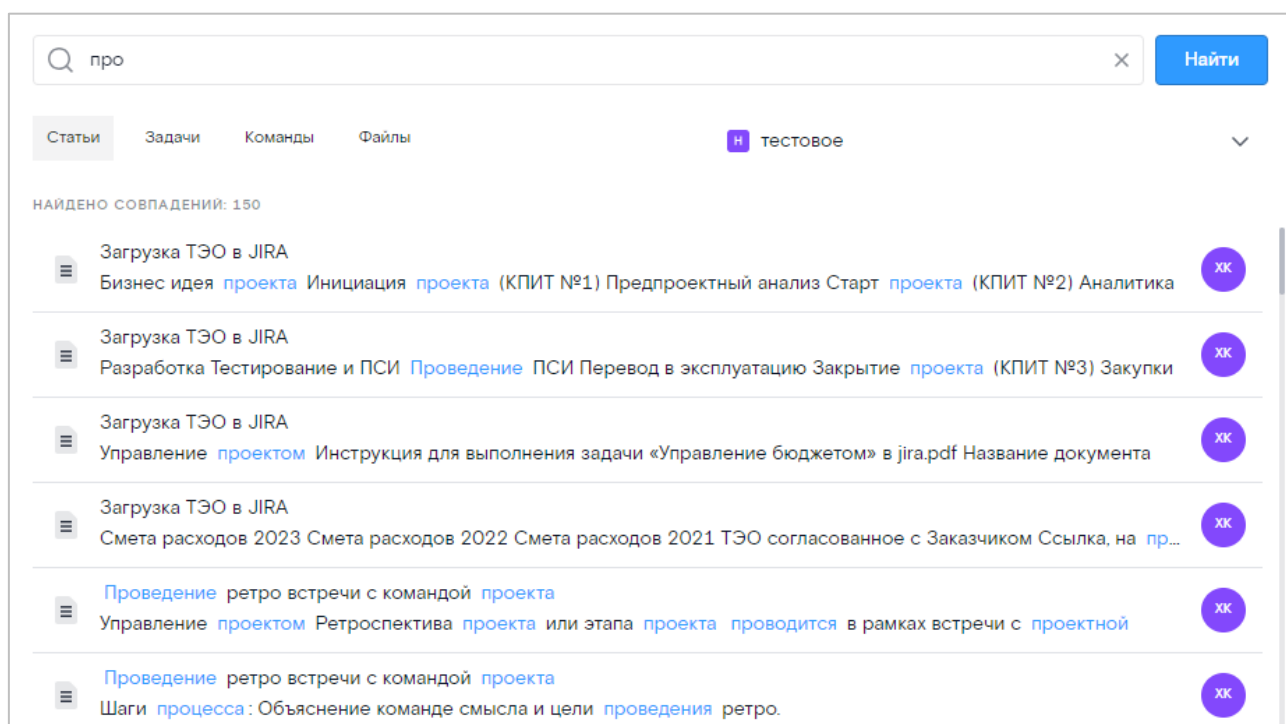 про
Найти
Статьи Задачи Команды Файлы
Н тестовое
НАЙДЕНО СОВПАДЕНИЙ: 150
Загрузка ТЭО в JIRA
Бизнес идея проекта Инициация проекта (КПИТ №1) Предпроектный анализ Старт проекта (КПИТ №2) Аналитика
ХК
Загрузка ТЭО в JIRA
Разработка Тестирование и ПСИ Проведение ПСИ Перевод в эксплуатацию Закрытие проекта (КПИТ №3) Закупки
ХК
Загрузка ТЭО в JIRA
Управление проектом Инструкция для выполнения задачи «Управление бюджетом» в jira.pdf Название документа
ХК
Загрузка ТЭО в JIRA
Смета расходов 2023 Смета расходов 2022 Смета расходов 2021 ТЭО согласованное с Заказчиком Ссылка, на пр...
ХК
Проведение ретро встречи с командой проекта
Управление проектом Ретроспектива проекта или этапа проекта проводится в рамках встречи с проектной
ХК
Проведение ретро встречи с командой проекта
Шаги процесса: Объяснение команде смысла и цели проведения ретро.
ХК